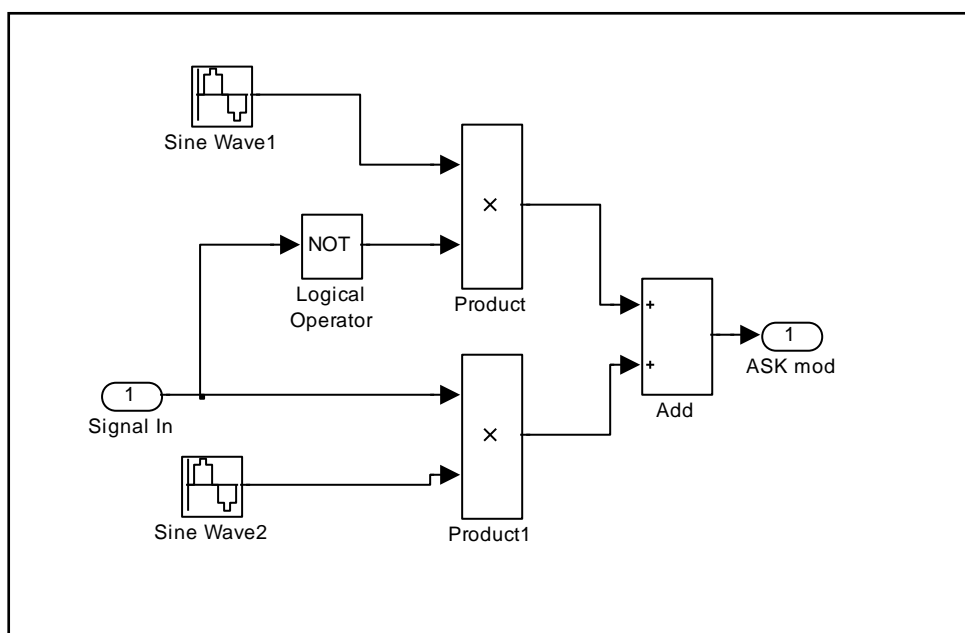 Sine Wave1
×
NOT
Logical
Operator
Product
+
+
1
ASK mod
Add
1
Signal In
×
Sine Wave2
Product1